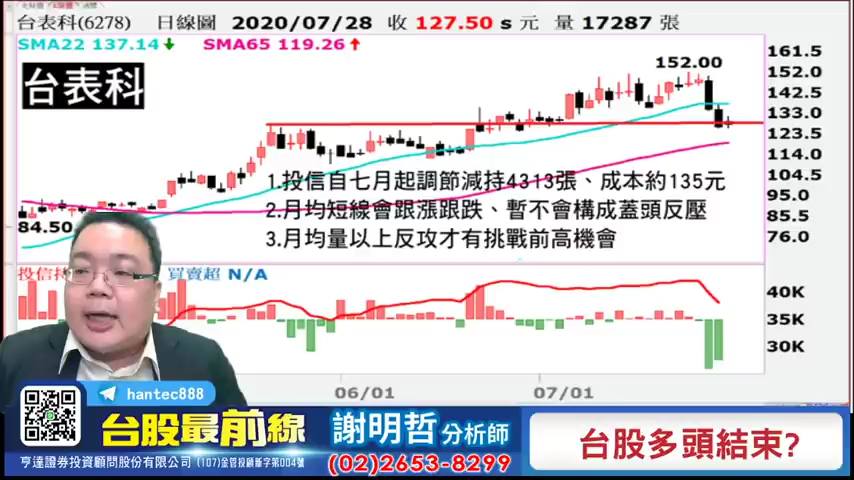 台表科(6278) 日線圖 2020/07/28 收 127.50 s 元 量 17287 張
SMA22 137.14↓ SMA65 119.26↑
台表科
152.00
161.5
152.0
142.5
133.0
123.5
114.0
104.5
95.0
85.5
76.0
1.投信自七月起調節減持4313張、成本約135元
2.月均短線會跟漲跟跌、暫不會構成蓋頭反壓
3.月均量以上反攻才有挑戰前高機會
84.50
投信持
買賣超 N/A
40K
35K
30K
06/01
07/01
hantec888
台股最前線
亨達證券投資顧問股份有限公司 (107)金管投顧新字第004號
謝明哲 分析師
(02)2653-8299
台股多頭結束?